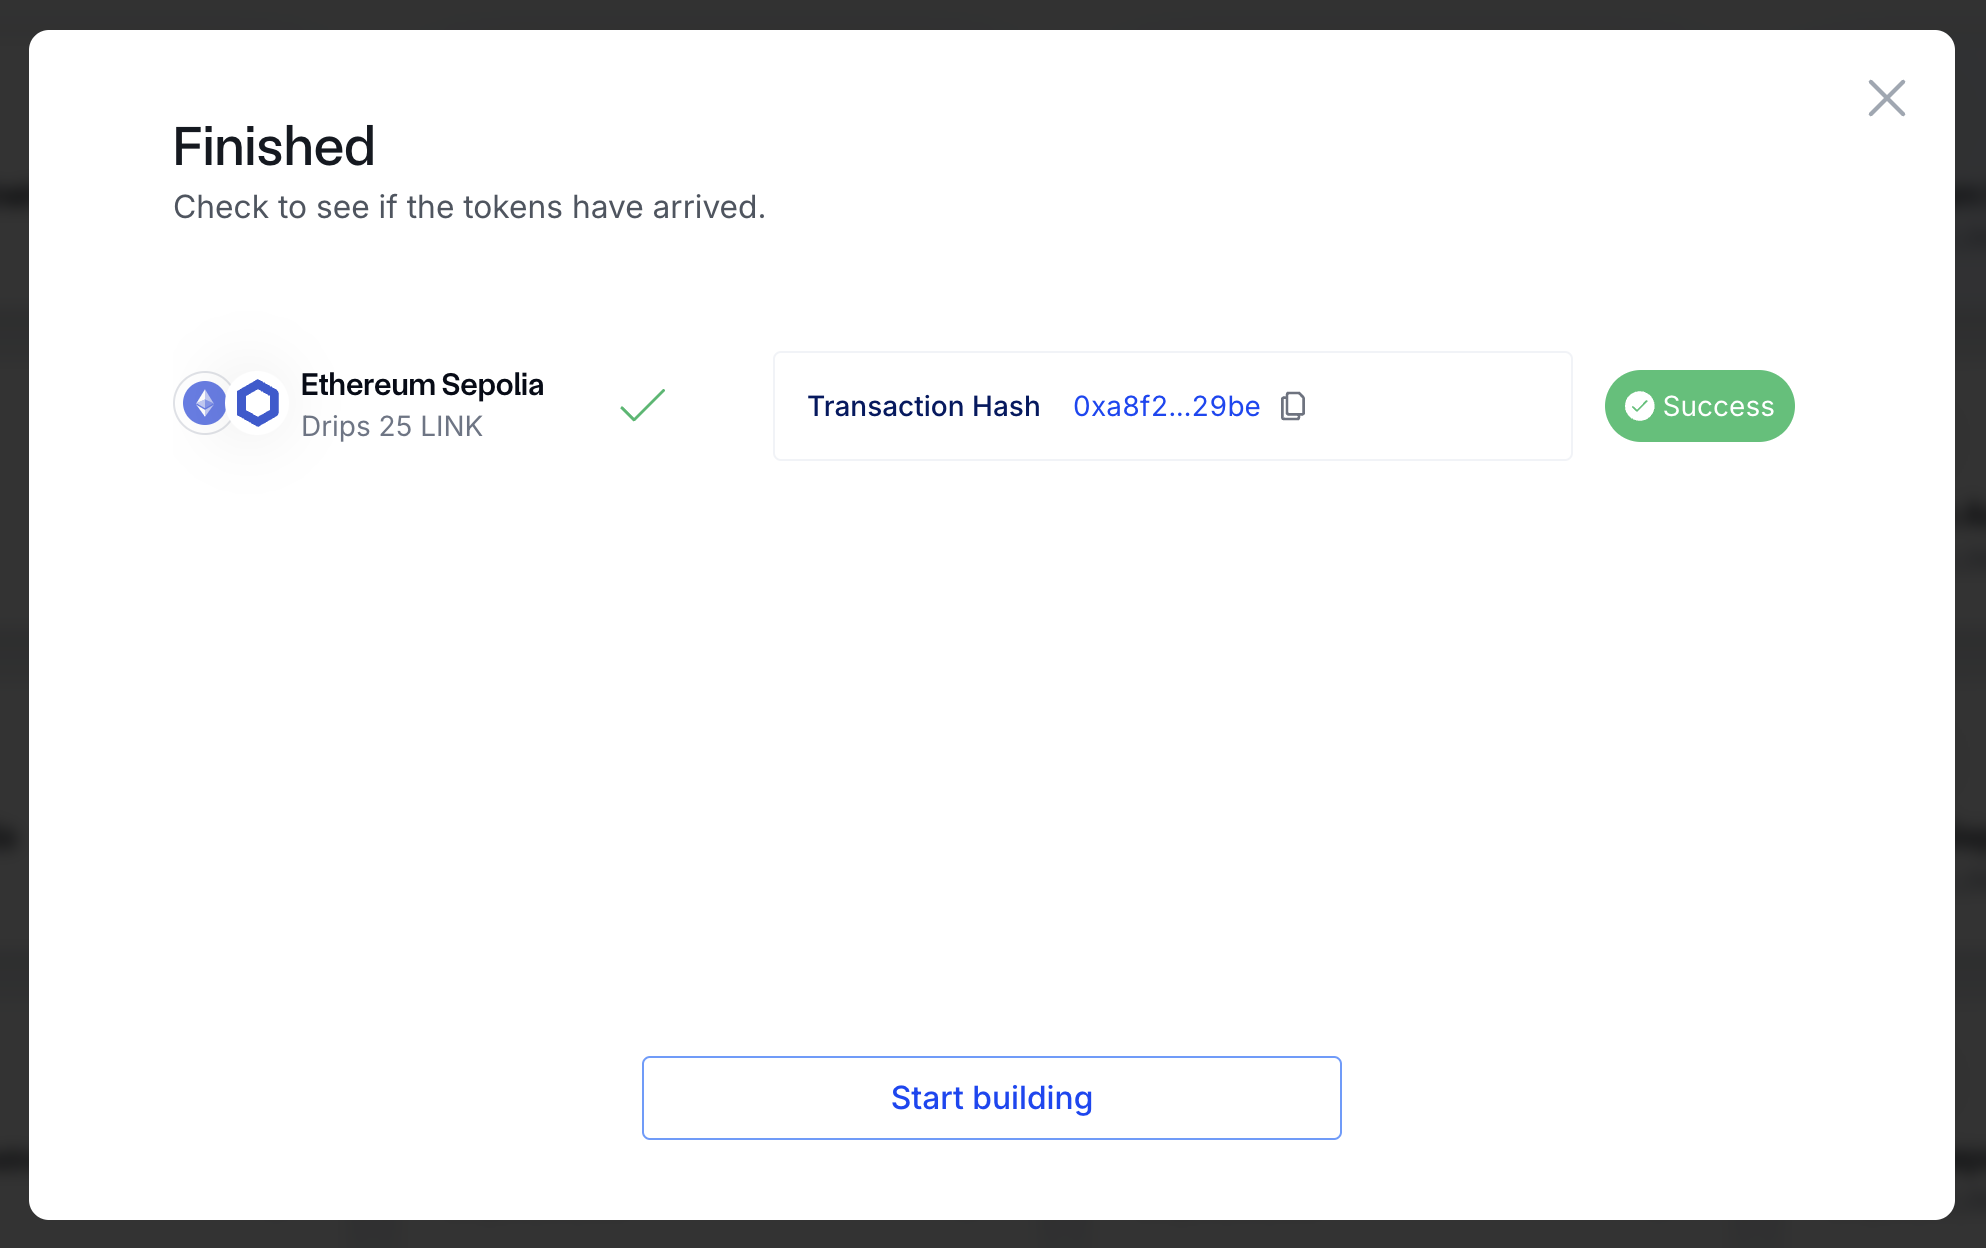 Finished
Check to see if the tokens have arrived.
Ethereum Sepolia
Drips 25 LINK
Transaction Hash 0xa8f2...29be
Success
Start building